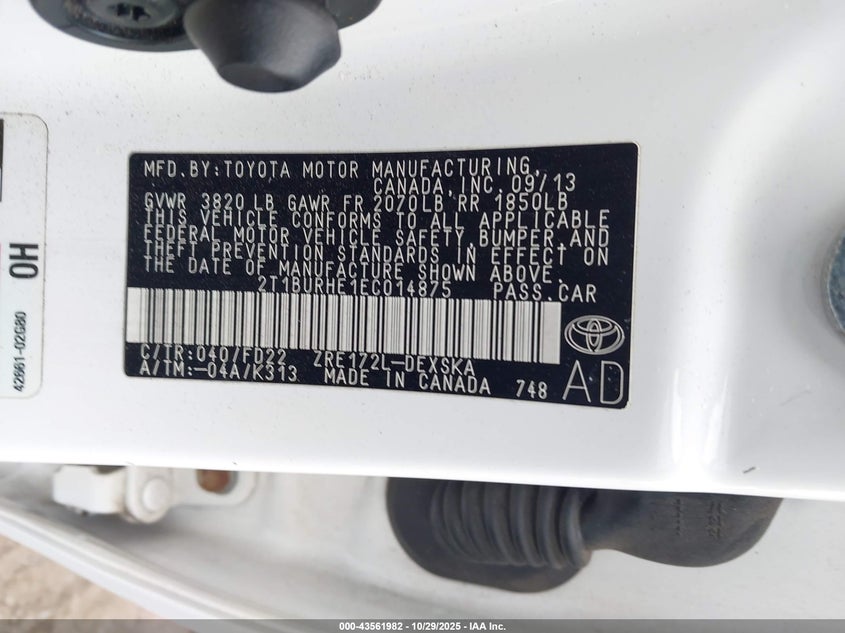 MFD.BY:TOYOTA MOTOR MANUFACTURING,
CANADA, INC. 09/13
GVWR 3820 LB GAWR FR 2070LB RR 1850LB
THIS VEHICLE CONFORMS TO ALL APPLICABLE
FEDERAL MOTOR VEHICLE SAFETY,BUMPER,AND
THEFT PREVENTION STANDARDS IN EFFECT ON
THE DATE OF MANUFACTURE SHOWN ABOVE.
2T1BURHE1EC014875 PASS.CAR
C/TR:040/FD22 ZRE172L-DEXSKA
A/TM:-04A/K313 MADE IN CANADA 748
AD
0H
42661-02G80
000-43561982 | 10/29/2025 | IAA Inc.